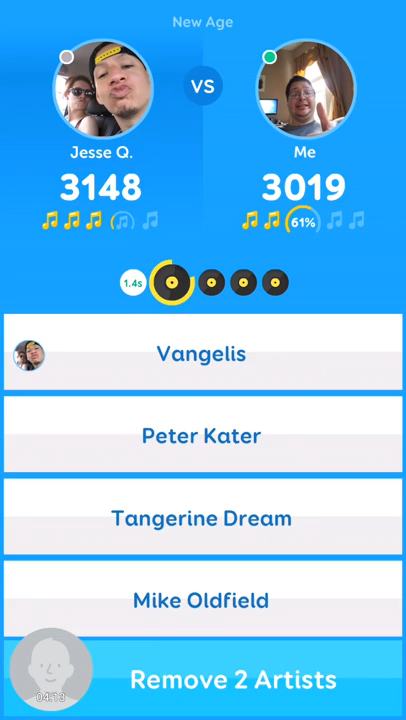 New Age
VS
Jesse Q.
Me
3148
3019
61%
1.4s
Vangelis
Peter Kater
Tangerine Dream
Mike Oldfield
04:13
Remove 2 Artists